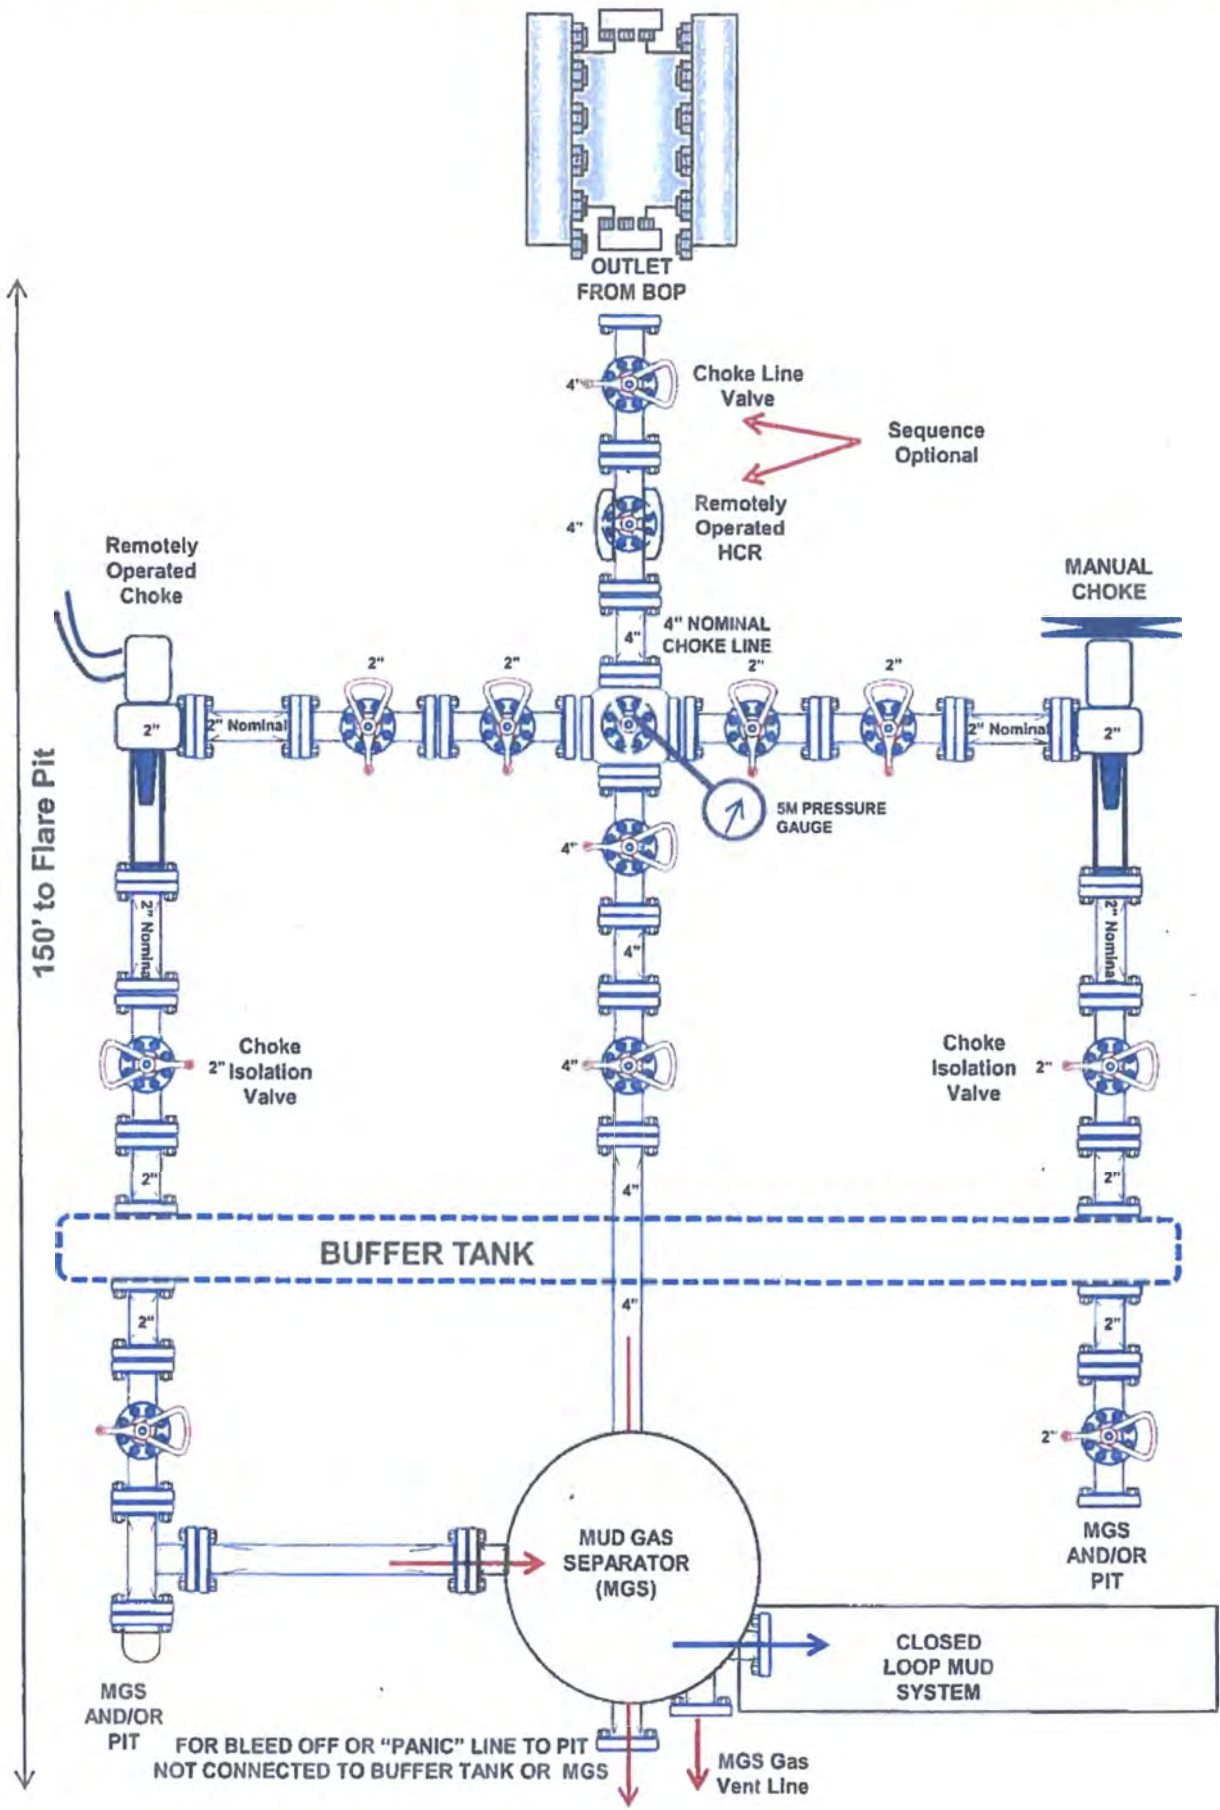 OUTLET
FROM BOP
4"
Choke Line
Valve
Sequence
Optional
4"
Remotely
Operated
HCR
Remotely
Operated
Choke
MANUAL
CHOKE
4"
4" NOMINAL
CHOKE LINE
2"
2"
2"
2"
2"
2" Nominal
2" Nominal
2"
5M PRESSURE
GAUGE
4"
150' to Flare Pit
2" Nomina
4"
2" Nomina
2"
Choke
Isolation
Valve
4"
Choke
Isolation
Valve
2"
2"
4"
2"
BUFFER TANK
4"
2"
2"
2"
MUD GAS
SEPARATOR
(MGS)
MGS
AND/OR
PIT
CLOSED
LOOP MUD
SYSTEM
MGS
AND/OR
PIT
FOR BLEED OFF OR "PANIC" LINE TO PIT
NOT CONNECTED TO BUFFER TANK OR MGS
MGS Gas
Vent Line